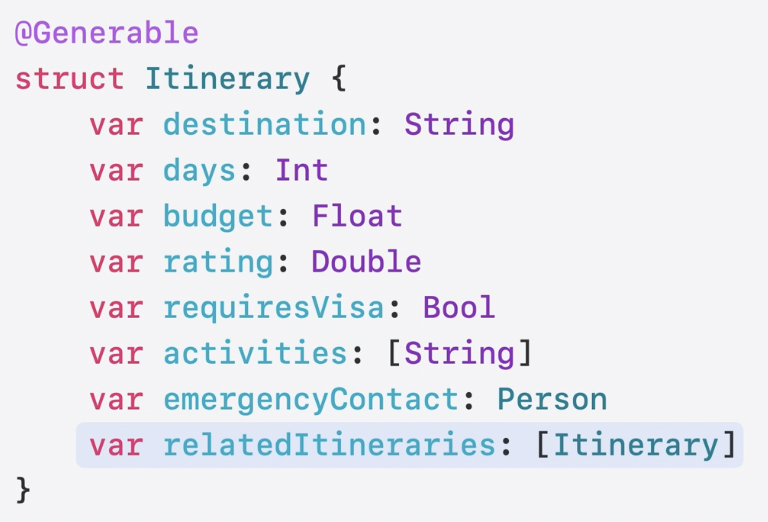 @Generable
struct Itinerary {
    var destination: String
    var days: Int
    var budget: Float
    var rating: Double
    var requiresVisa: Bool
    var activities: [String]
    var emergencyContact: Person
    var relatedItineraries: [Itinerary]
}